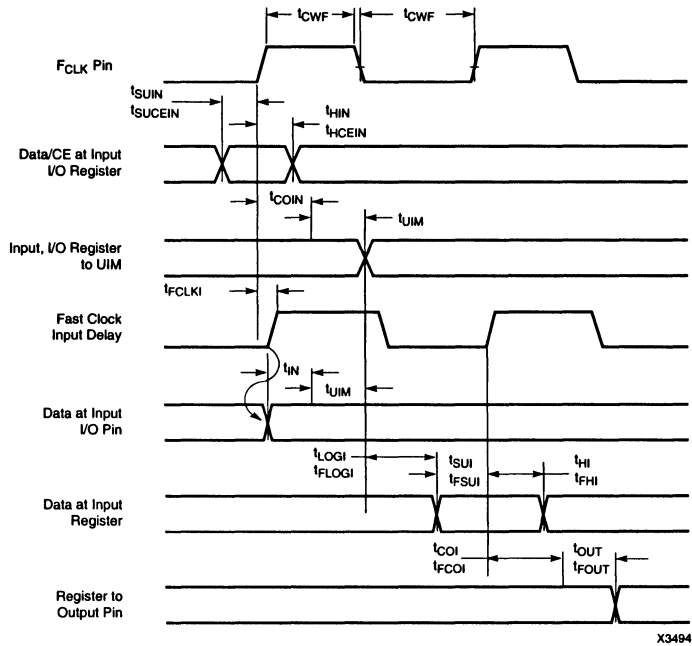 tCWF tCWF
FCLK Pin
tSUIN
tSUCEIN
tHIN
tHCEIN
Data/CE at Input
I/O Register
tCOIN
tUIM
Input, I/O Register
to UIM
tFCLKI
Fast Clock
Input Delay
tIN
tUIM
Data at Input
I/O Pin
tLOGI
tFLOGI
tSUI
tFSUI
tHI
tFHI
Data at Input
Register
tCOI
tFCOI
tOUT
tFOUT
Register to
Output Pin
X3494